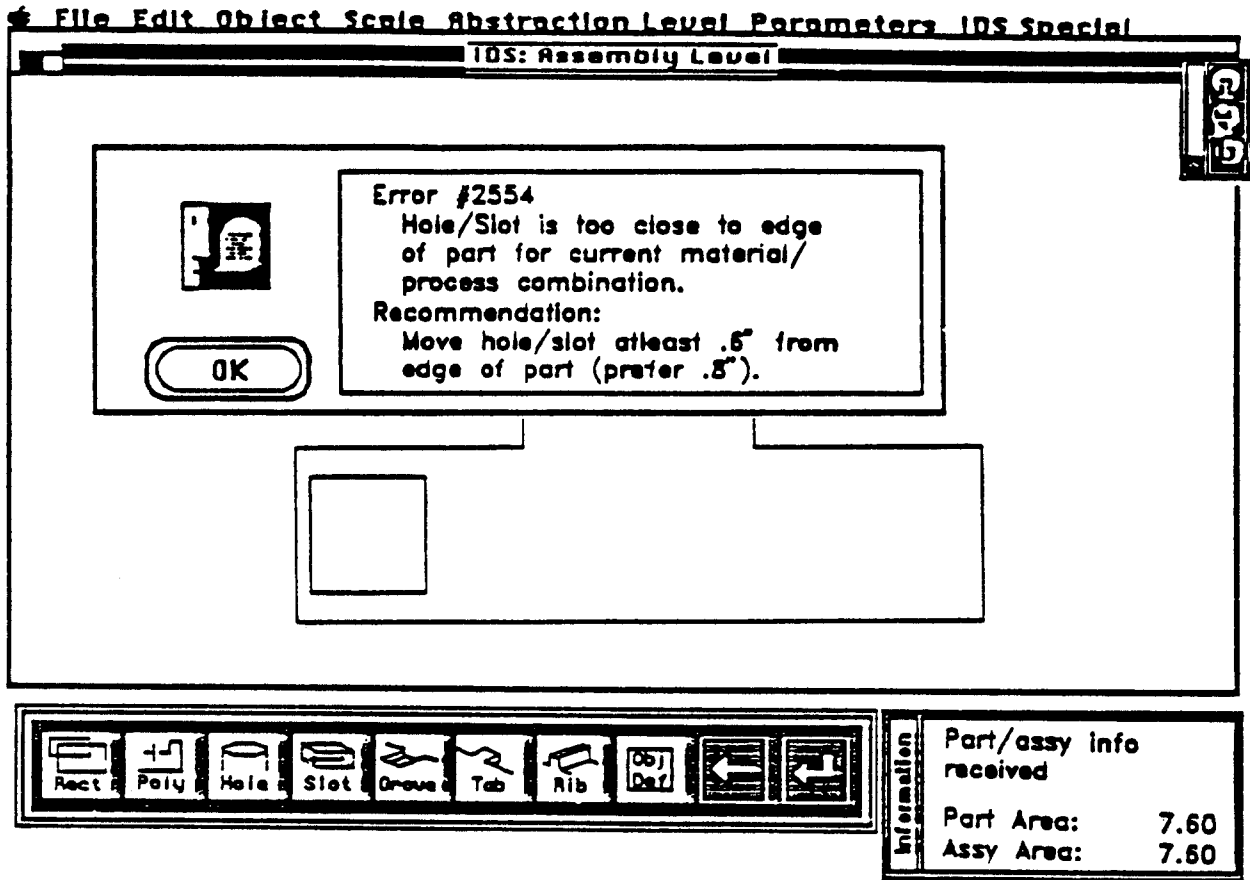 File Edit Object Scale Abstraction Level Parameters IDS Special
IDS: Assembly Level
Error #2554
Hole/Slot is too close to edge
of part for current material/
process combination.
Recommendation:
Move hole/slot atleast .6" from
edge of part (prefer .8").
OK
Rect
Poly
Hole
Slot
Grove
Tab
Rib
Obj
Def
Information
Part/assy info
received
Part Area: 7.60
Assy Area: 7.60